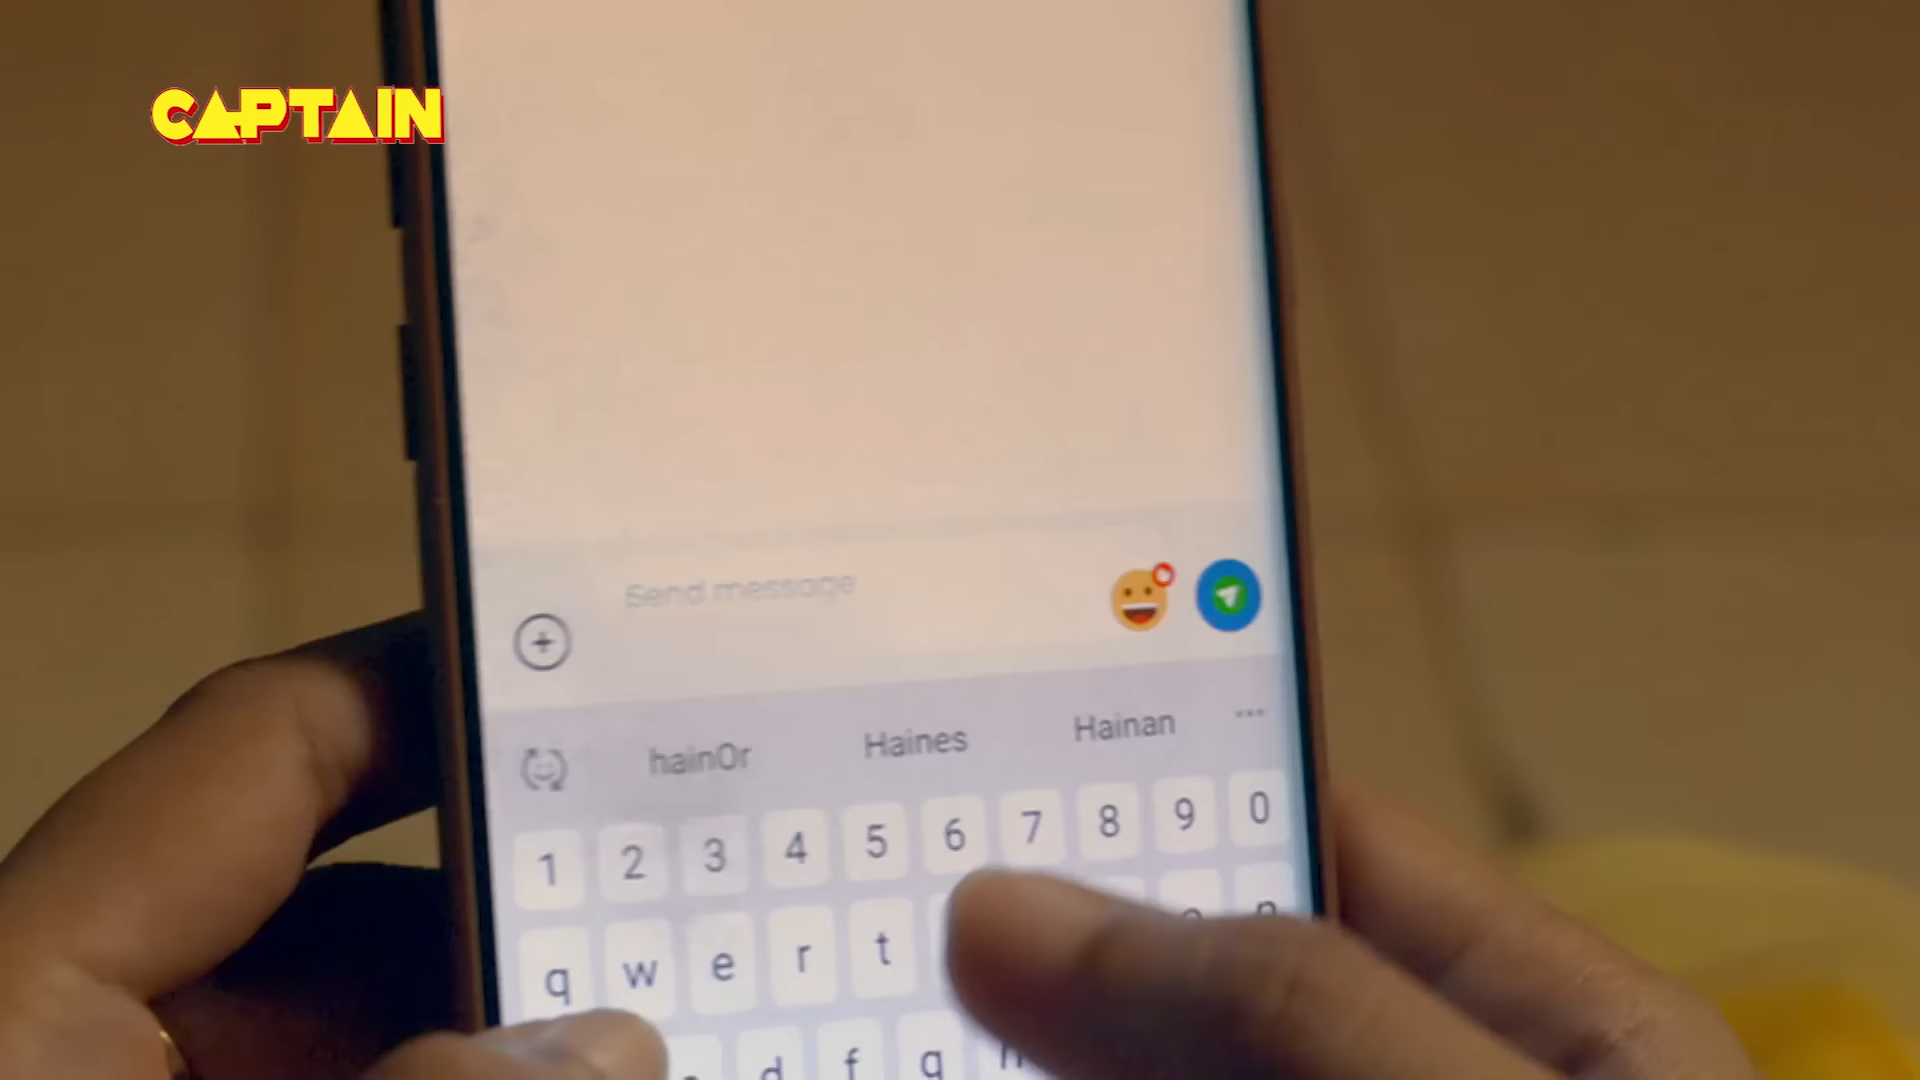 CAPTAIN
Send message
hain0r Haines Hainan ...
1 2 3 4 5 6 7 8 9 0
q w e r t
d f g